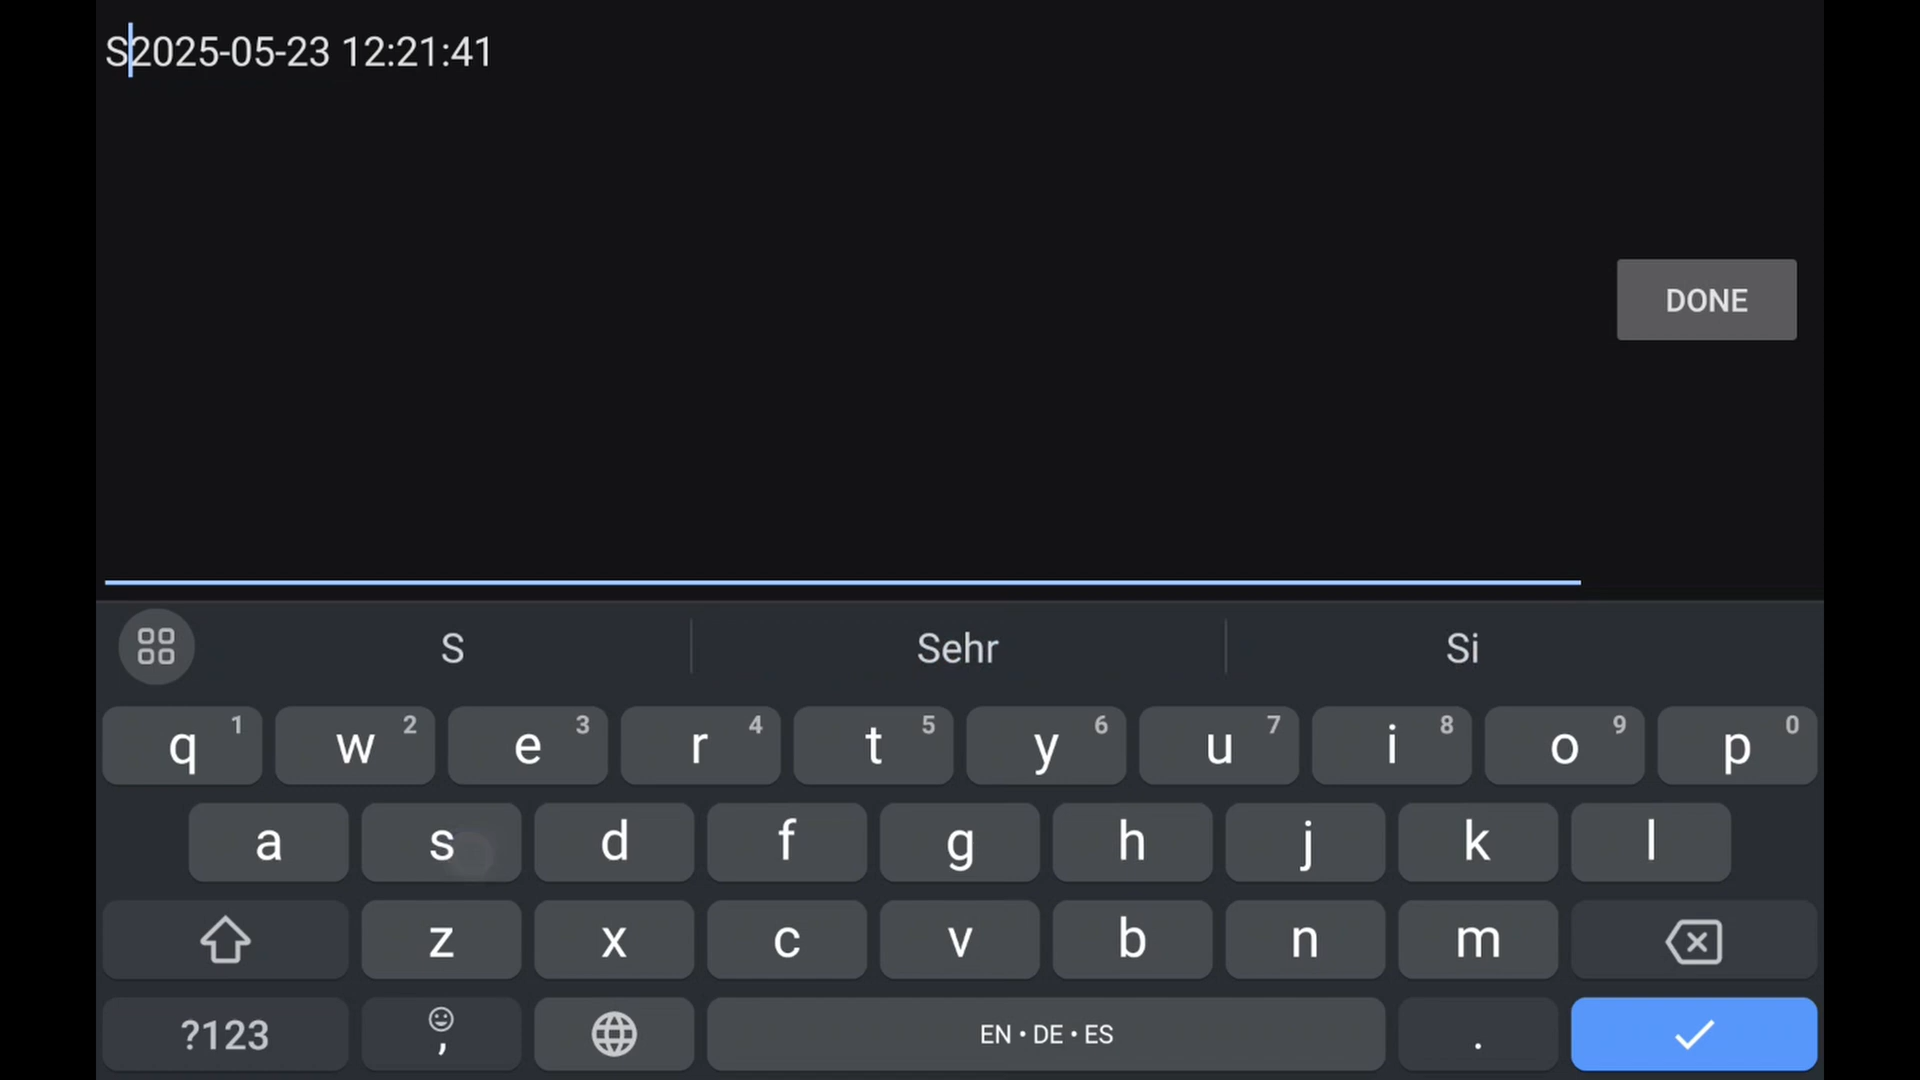 S2025-05-23 12:21:41
DONE
S Sehr Si
q 1 w 2 e 3 r 4 t 5 y 6 u 7 i 8 o 9 p 0
a s d f g h j k l
z x c v b n m
?123 , EN • DE • ES .